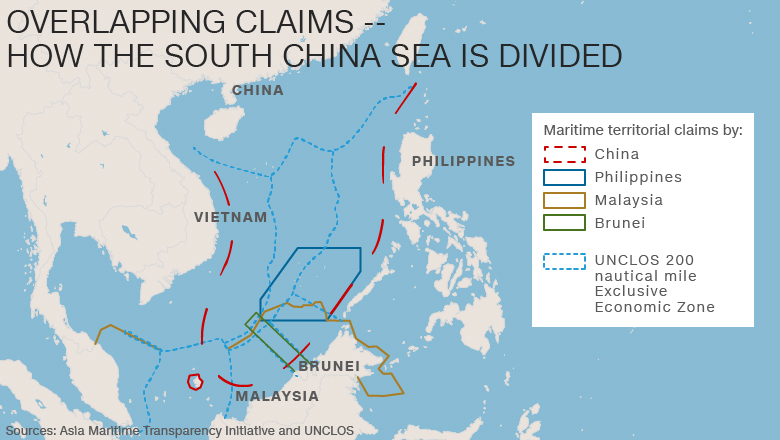 OVERLAPPING CLAIMS --
HOW THE SOUTH CHINA SEA IS DIVIDED
CHINA
PHILIPPINES
VIETNAM
BRUNEI
MALAYSIA
Maritime territorial claims by:
China
Philippines
Malaysia
Brunei
UNCLOS 200
nautical mile
Exclusive
Economic Zone
Sources: Asia Maritime Transparency Initiative and UNCLOS